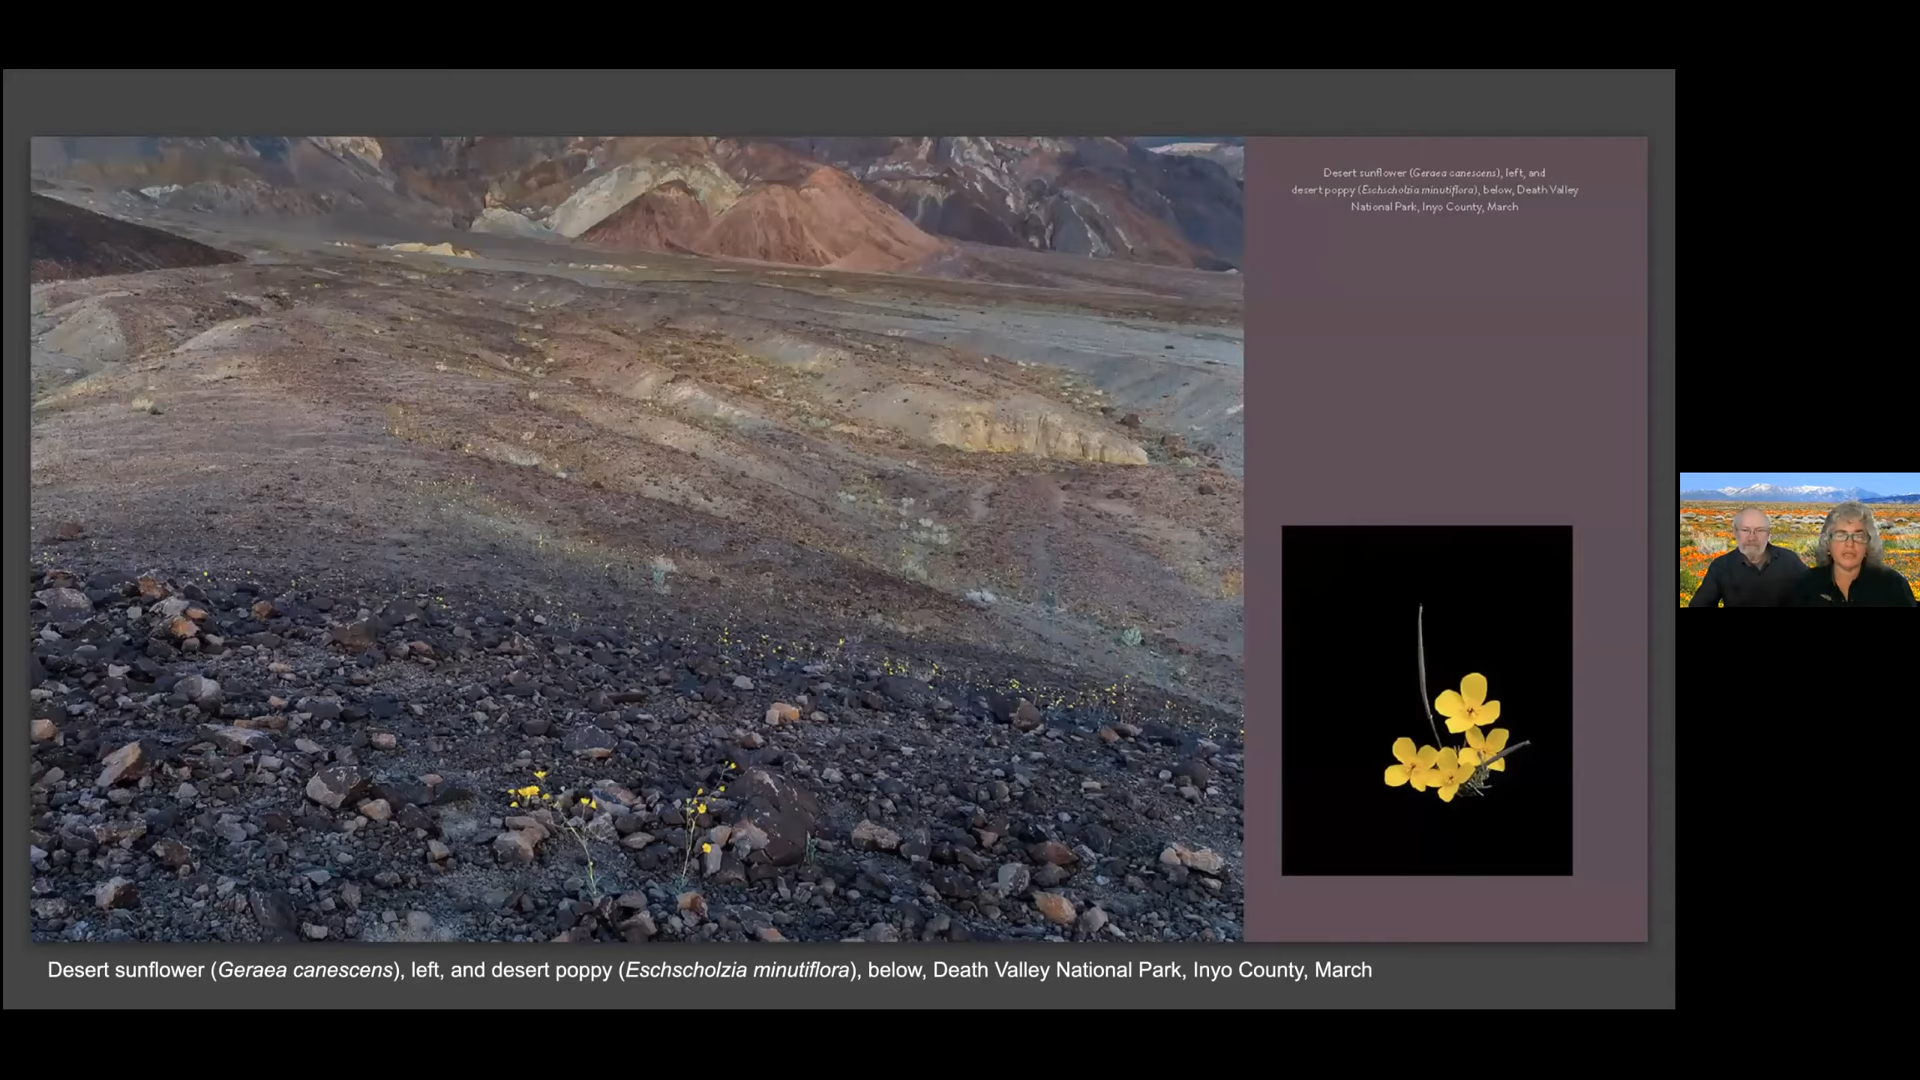 Desert sunflower (Geraea canescens), left, and
desert poppy (Eschscholzia minutiflora), below, Death Valley
National Park, Inyo County, March
Desert sunflower (Geraea canescens), left, and desert poppy (Eschscholzia minutiflora), below, Death Valley National Park, Inyo County, March